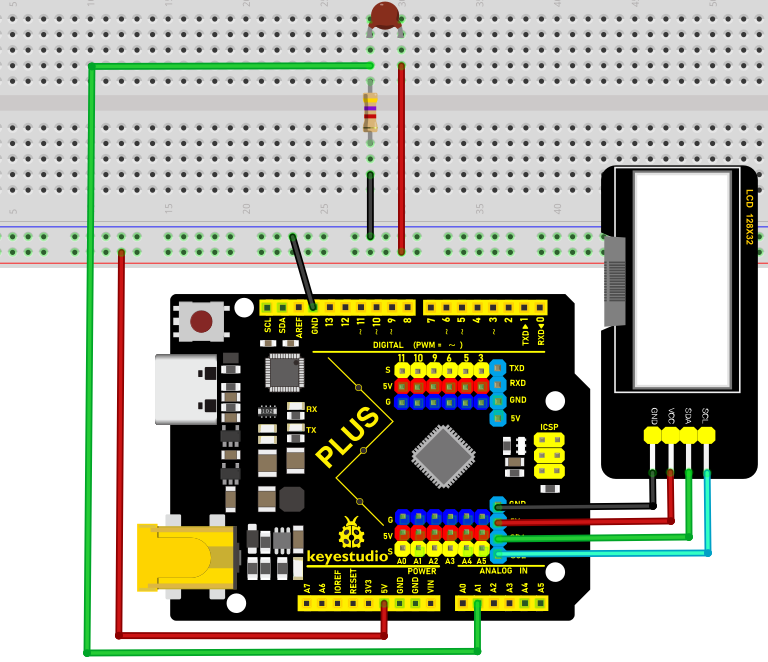 5
15
25
35
40
45
50
5
15
20
25
35
40
LCD 128X32
GND VCC SDA SCL
SCL SDA AREF GND 13 12 ~11 ~10 ~9 8 7 ~6 ~5 4 ~3 2 TXD▶1 RXD◀0
DIGITAL (PWM= ~)
11 10 9 6 5 3
S
5V
G
TXD
RXD
GND
5V
RX
TX
PLUS
ICSP
GND
G
5V
S
keyestudio
A0 A1 A2 A3 A4 A5
POWER
ANALOG IN
A7 A6 IOREF RESET 3V3 5V GND GND VIN A0 A1 A2 A3 A4 A5